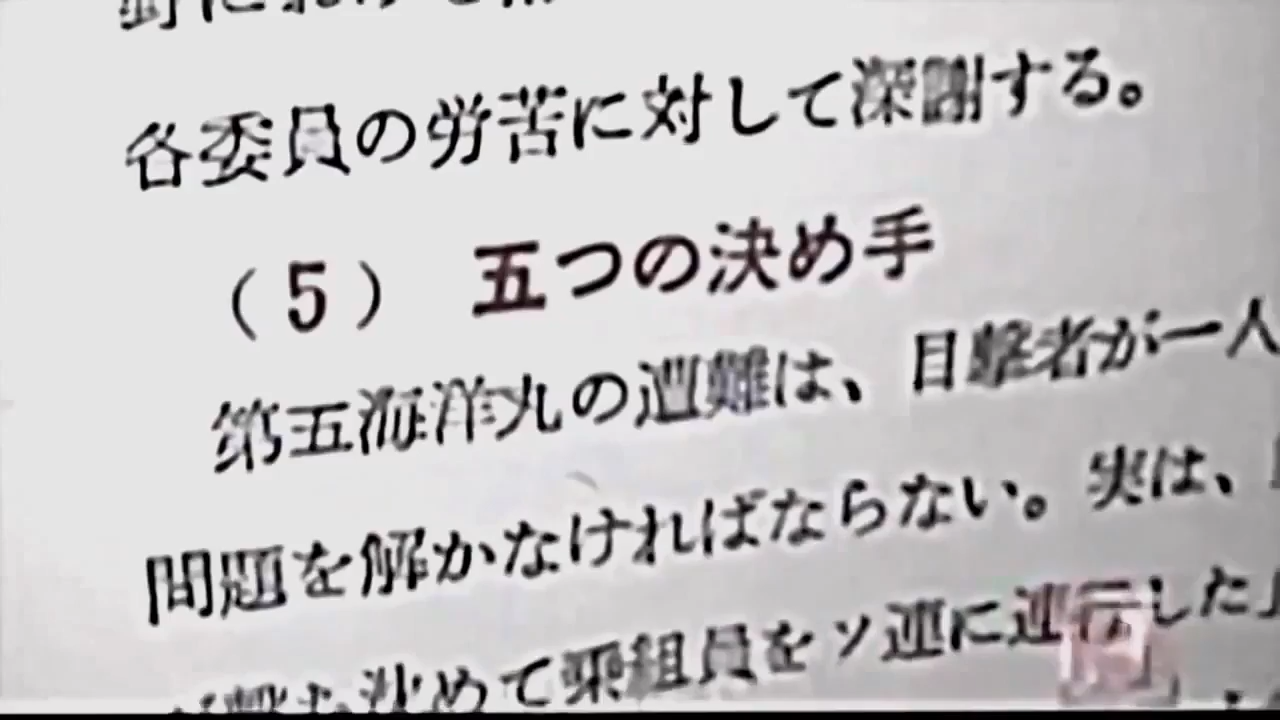 各委員の労苦に対して深謝する。
（5） 五つの決め手
第五海洋丸の遭難は、目撃者が一人
問題を解かなければならない。実は、
沈めて乗組員をソ連に連行した」